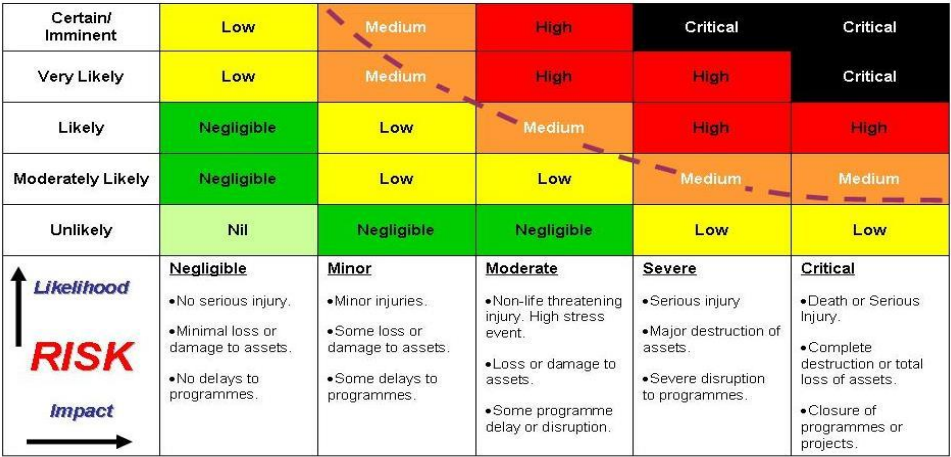 Certain/
Imminent
Low
Medium
High
Critical
Critical
Very Likely
Low
Medium
High
High
Critical
Likely
Negligible
Low
Medium
High
High
Moderately Likely
Negligible
Low
Low
Medium
Medium
Unlikely
Nil
Negligible
Negligible
Low
Low
Likelihood
RISK
Impact
Negligible
•No serious injury.
•Minimal loss or
damage to assets.
•No delays to
programmes.
Minor
•Minor injuries.
•Some loss or
damage to assets.
•Some delays to
programmes.
Moderate
•Non-life threatening
injury. High stress
event.
•Loss or damage to
assets.
•Some programme
delay or disruption.
Severe
•Serious injury
•Major destruction of
assets.
•Severe disruption
to programmes.
Critical
•Death or Serious
Injury.
•Complete
destruction or total
loss of assets.
•Closure of
programmes or
projects.